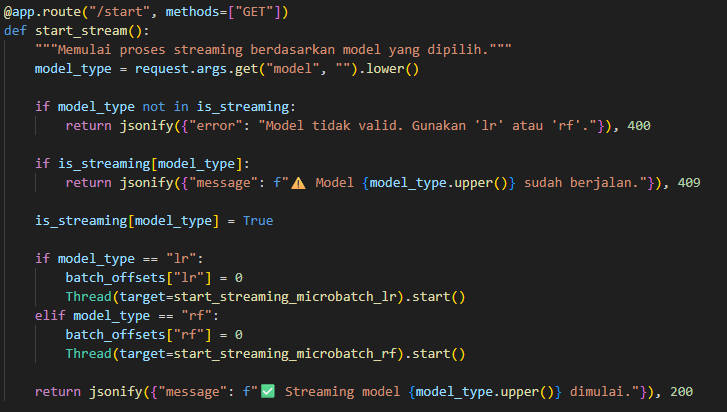 @app.route("/start", methods=["GET"])
def start_stream():
    """Memulai proses streaming berdasarkan model yang dipilih."""
    model_type = request.args.get("model", "").lower()

    if model_type not in is_streaming:
        return jsonify({"error": "Model tidak valid. Gunakan 'lr' atau 'rf'."}), 400

    if is_streaming[model_type]:
        return jsonify({"message": f"⚠️ Model {model_type.upper()} sudah berjalan."}), 409

    is_streaming[model_type] = True

    if model_type == "lr":
        batch_offsets["lr"] = 0
        Thread(target=start_streaming_microbatch_lr).start()
    elif model_type == "rf":
        batch_offsets["rf"] = 0
        Thread(target=start_streaming_microbatch_rf).start()

    return jsonify({"message": f"✅ Streaming model {model_type.upper()} dimulai."}), 200